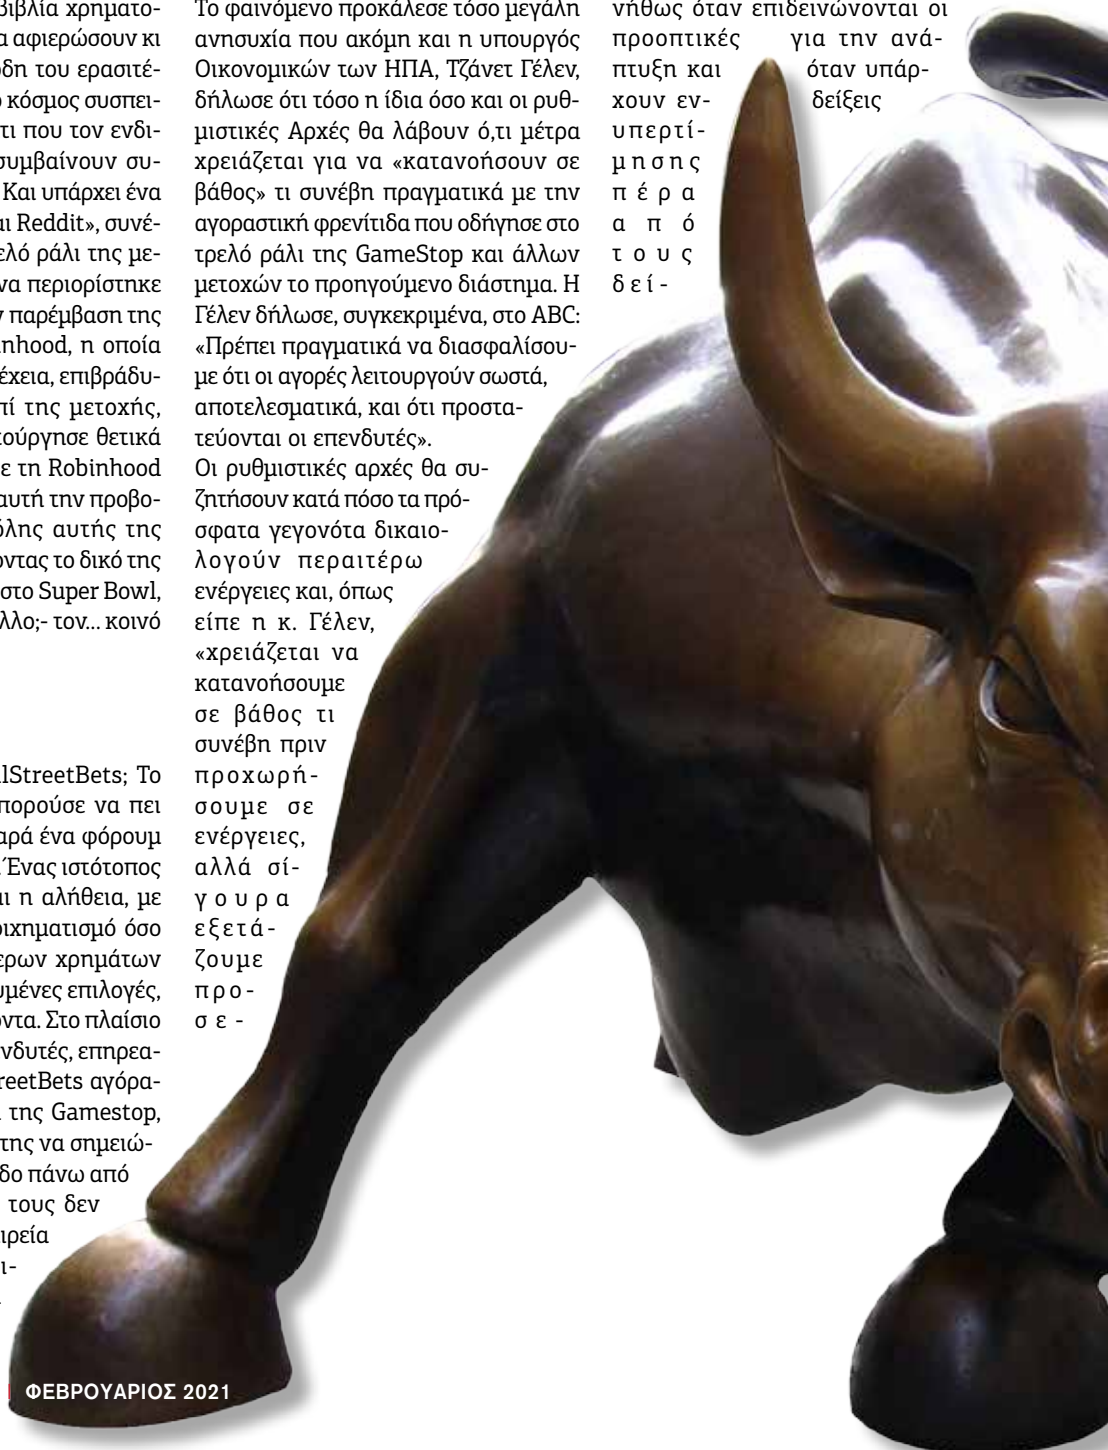 βιβλία χρηματο-
α αφιερώσουν κι
δη του ερασιτέ-
ο κόσμος συσπει-
τι που τον ενδι-
συμβαίνουν συ-
Και υπάρχει ένα
αι Reddit», συνέ-
ελό ράλι της με-
να περιορίστηκε
ν παρέμβαση της
inhood, η οποία
έχεια, επιβράδυ-
πί της μετοχής,
ιούργησε θετικά
ε τη Robinhood
αυτή την προβο-
όλης αυτής της
οντας το δικό της
στο Super Bowl,
λλο;- τον... κοινό
lStreetBets; Το
πορούσε να πει
αρά ένα φόρουμ
Ένας ιστότοπος
αι η αλήθεια, με
οιχηματισμό όσο
ερων χρημάτων
υμένες επιλογές,
οντα. Στο πλαίσιο
νδυτές, επηρεα-
reetBets αγόρα-
ι της Gamestop,
της να σημειώ-
δο πάνω από
τους δεν
ιρεία
ι-
Το φαινόμενο προκάλεσε τόσο μεγάλη
ανησυχία που ακόμη και η υπουργός
Οικονομικών των ΗΠΑ, Τζάνετ Γέλεν,
δήλωσε ότι τόσο η ίδια όσο και οι ρυθ-
μιστικές Αρχές θα λάβουν ό,τι μέτρα
χρειάζεται για να «κατανοήσουν σε
βάθος» τι συνέβη πραγματικά με την
αγοραστική φρενίτιδα που οδήγησε στο
τρελό ράλι της GameStop και άλλων
μετοχών το προηγούμενο διάστημα. Η
Γέλεν δήλωσε, συγκεκριμένα, στο ABC:
«Πρέπει πραγματικά να διασφαλίσου-
με ότι οι αγορές λειτουργούν σωστά,
αποτελεσματικά, και ότι προστα-
τεύονται οι επενδυτές».
Οι ρυθμιστικές αρχές θα συ-
ζητήσουν κατά πόσο τα πρό-
σφατα γεγονότα δικαιο-
λογούν περαιτέρω
ενέργειες και, όπως
είπε η κ. Γέλεν,
«χρειάζεται να
κατανοήσουμε
σε βάθος τι
συνέβη πριν
προχωρή-
σουμε σε
ενέργειες,
αλλά σί-
γουρα
εξετά-
ζουμε
προ-
σε-
νήθως όταν επιδεινώνονται οι
προοπτικές για την ανά-
πτυξη και όταν υπάρ-
χουν εν- δείξεις
υπερτί-
μησης
πέρα
από
τους
δεί-
ΦΕΒΡΟΥΑΡΙΟΣ 2021